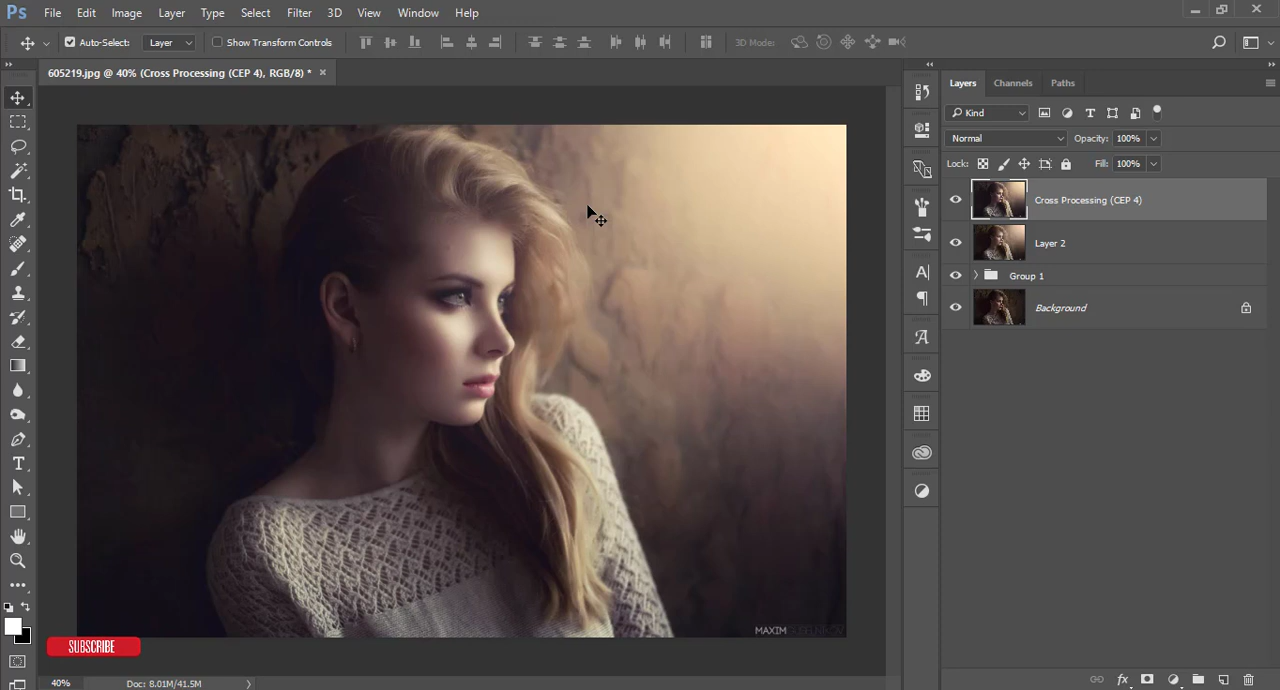 Ps File Edit Image Layer Type Select Filter 3D View Window Help
Auto-Select: Layer Show Transform Controls 3D Mode:
605219.jpg @ 40% (Cross Processing (CEP 4), RGB/8) * ×
Layers Channels Paths
Kind
Normal Opacity: 100%
Lock: Fill: 100%
Cross Processing (CEP 4)
Layer 2
Group 1
Background
MAXIM
SUBSCRIBE
40% Doc: 8.01M/41.5M
fx